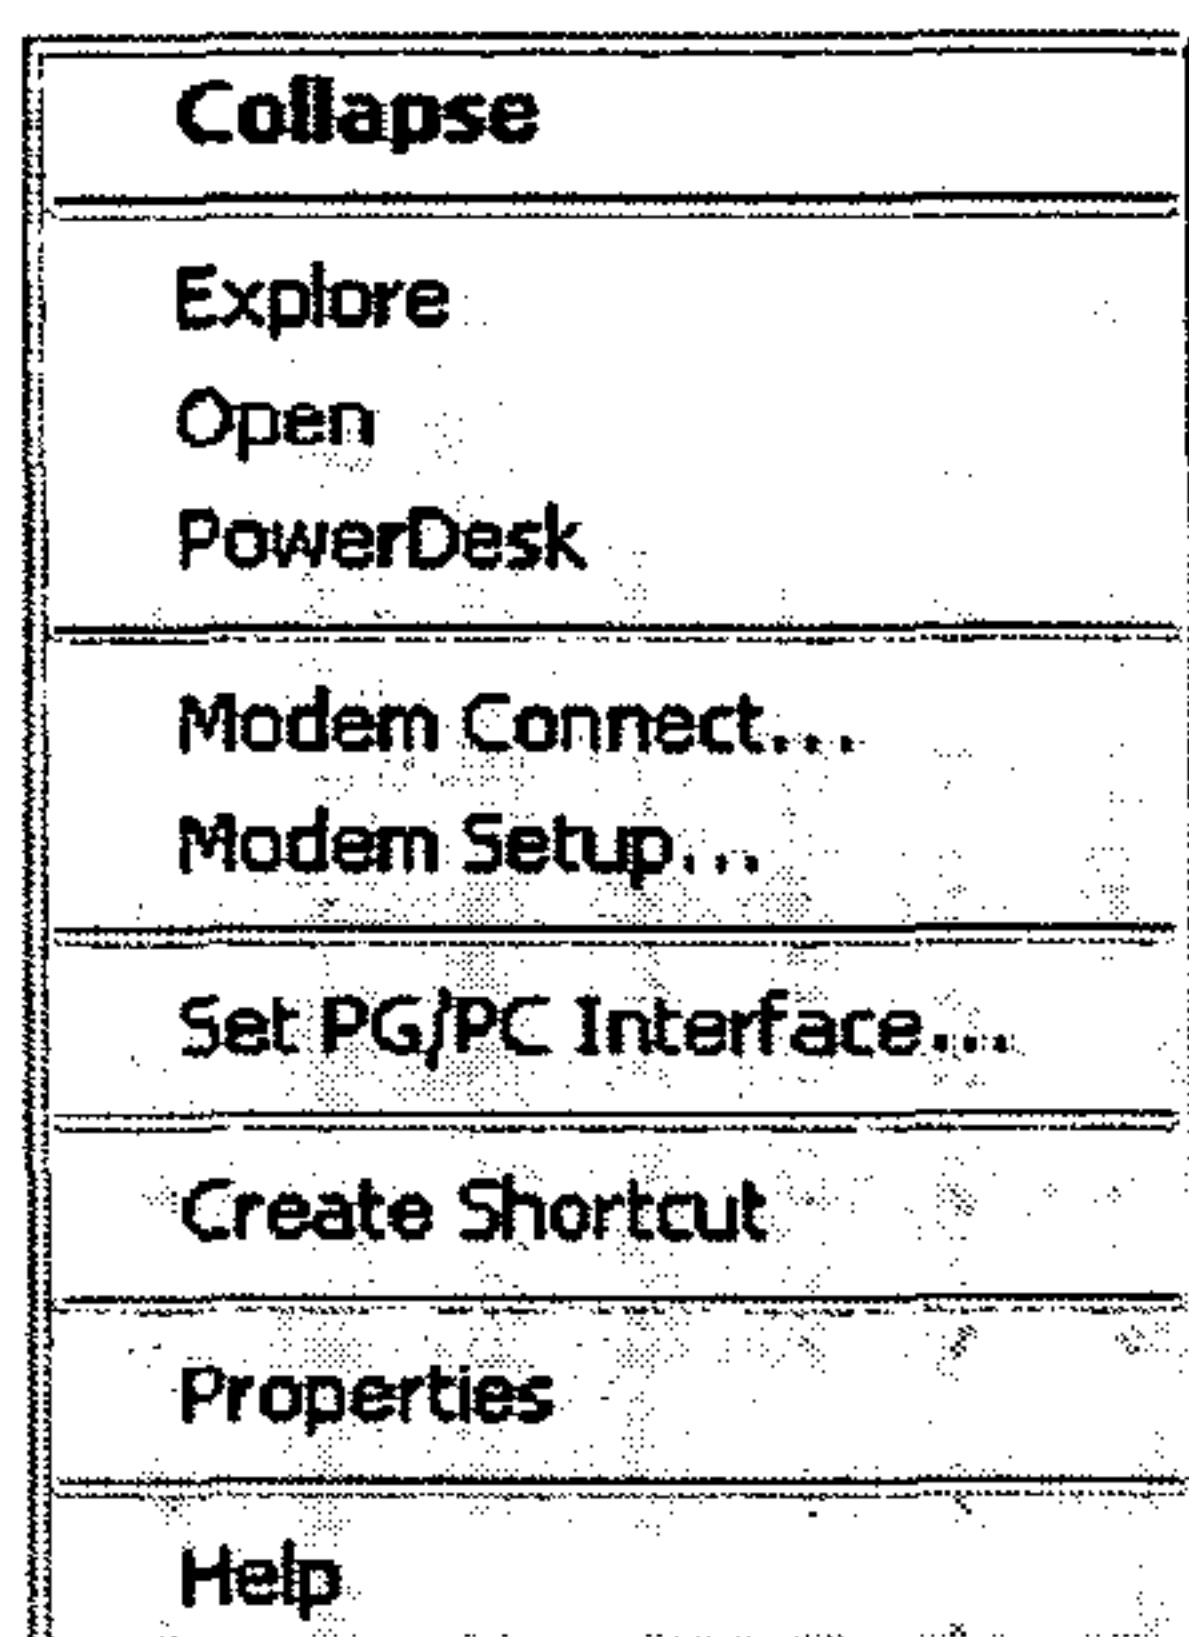 Collapse
Explore
Open
PowerDesk
Modem Connect...
Modem Setup...
Set PG/PC Interface...
Create Shortcut
Properties
Help